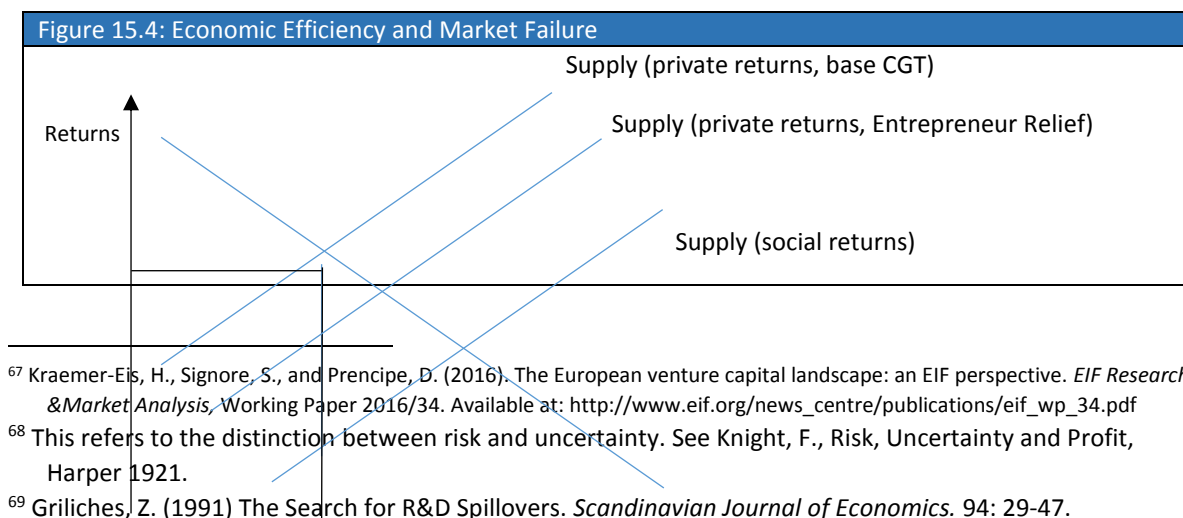 Figure 15.4: Economic Efficiency and Market Failure
Supply (private returns, base CGT)
Returns
Supply (private returns, Entrepreneur Relief)
Supply (social returns)
67 Kraemer-Eis, H., Signore, S., and Prencipe, D. (2016). The European venture capital landscape: an EIF perspective. EIF Research
&Market Analysis, Working Paper 2016/34. Available at: http://www.eif.org/news_centre/publications/eif_wp_34.pdf
68 This refers to the distinction between risk and uncertainty. See Knight, F., Risk, Uncertainty and Profit,
Harper 1921.
69 Griliches, Z. (1991) The Search for R&D Spillovers. Scandinavian Journal of Economics. 94: 29-47.